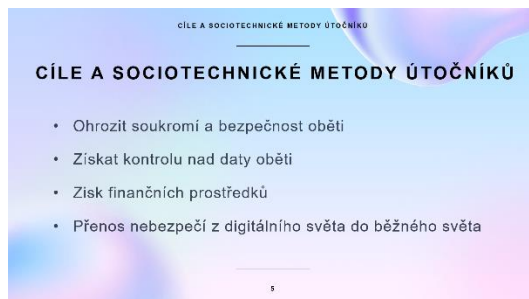 CÍLE A SOCIOTECHNICKÉ METODY ÚTOČNÍKŮ
CÍLE A SOCIOTECHNICKÉ METODY ÚTOČNÍKŮ
• Ohrozit soukromí a bezpečnost oběti
• Získat kontrolu nad daty oběti
• Zisk finančních prostředků
• Přenos nebezpečí z digitálního světa do běžného světa
5